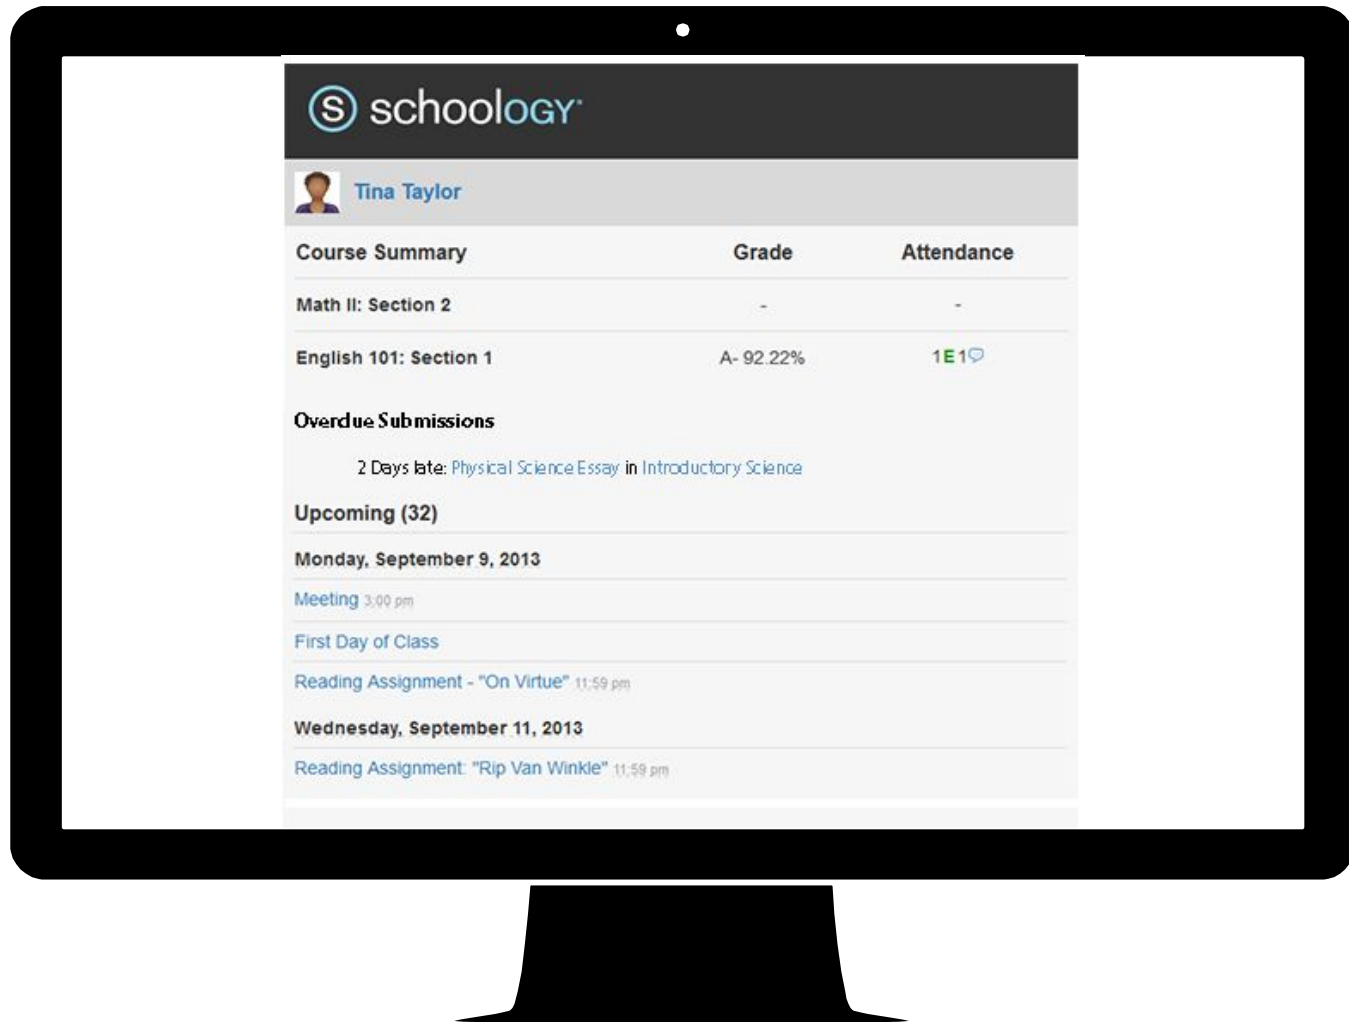 S schoology
Tina Taylor
Course Summary Grade Attendance
Math II: Section 2 - -
English 101: Section 1 A- 92.22% 1E1
Overdue Submissions
2 Days late: Physical Science Essay in Introductory Science
Upcoming (32)
Monday, September 9, 2013
Meeting 3:00 pm
First Day of Class
Reading Assignment - "On Virtue" 11:59 pm
Wednesday, September 11, 2013
Reading Assignment: "Rip Van Winkle" 11:59 pm